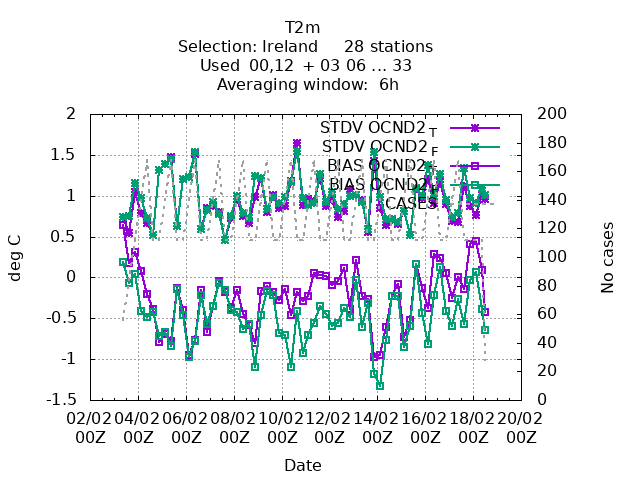 T2m
Selection: Ireland 28 stations
Used 00,12 + 03 06 ... 33
Averaging window: 6h
STDV OCND2_T
STDV OCND2_F
BIAS OCND2_T
BIAS OCND2_F
CASES
2
1.5
1
0.5
0
-0.5
-1
-1.5
deg C
200
180
160
140
120
100
80
60
40
20
0
No cases
02/02 04/02 06/02 08/02 10/02 12/02 14/02 16/02 18/02 20/02
00Z 00Z 00Z 00Z 00Z 00Z 00Z 00Z 00Z 00Z
Date